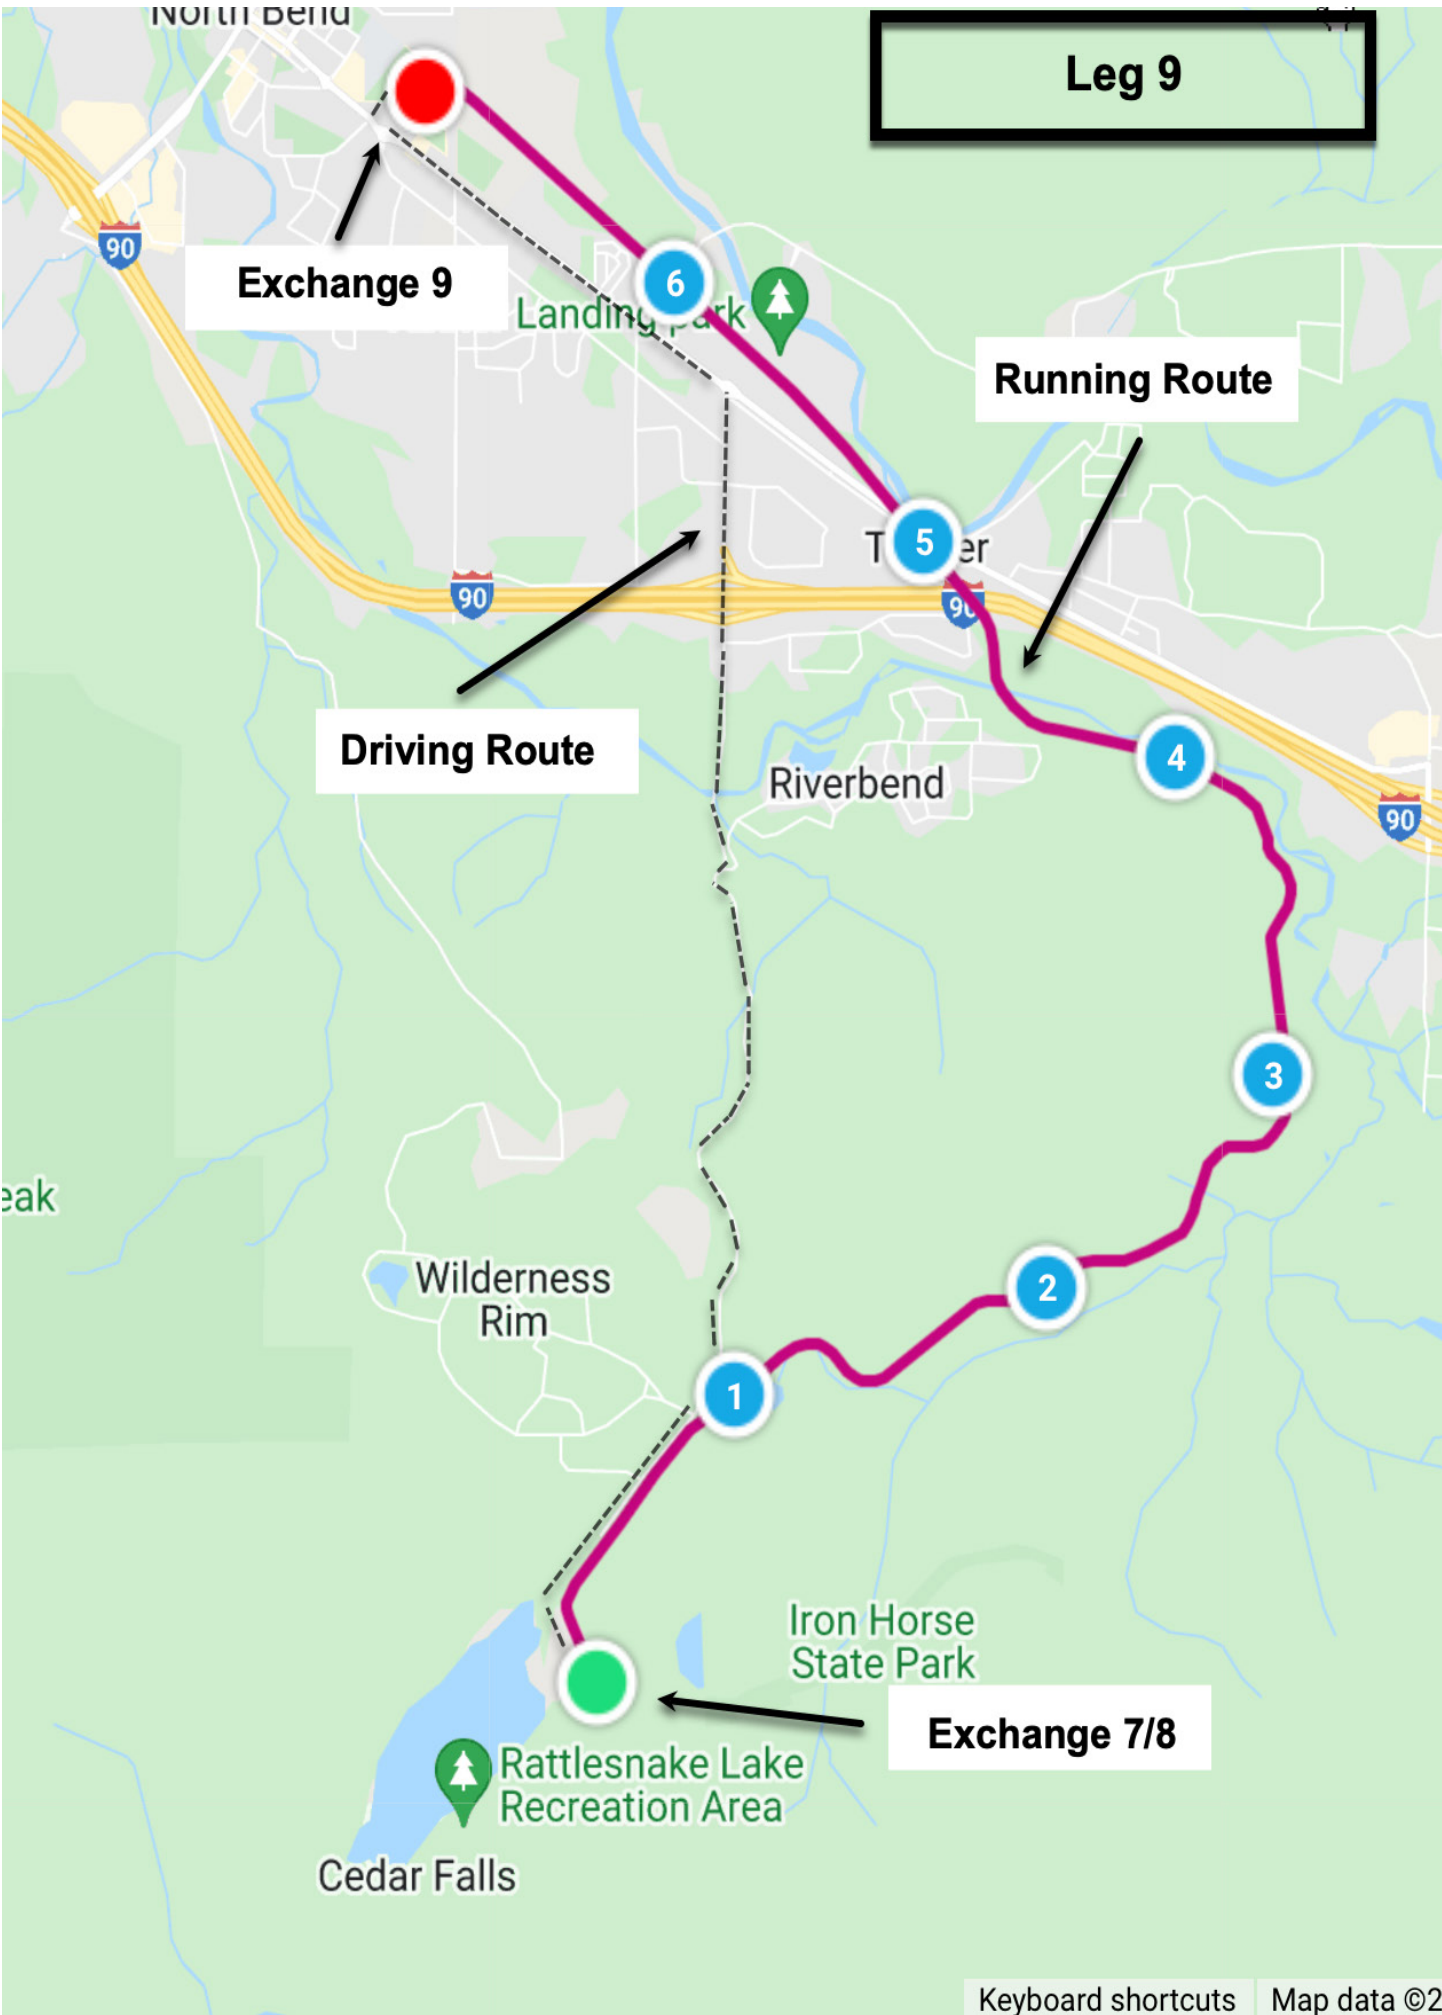 North Bend
Leg 9
90
Exchange 9
6
Landing park
Running Route
5
90
90
Driving Route
4
Riverbend
90
3
eak
Wilderness
Rim
2
1
Iron Horse
State Park
Exchange 7/8
Rattlesnake Lake
Recreation Area
Cedar Falls
Keyboard shortcuts
Map data ©2